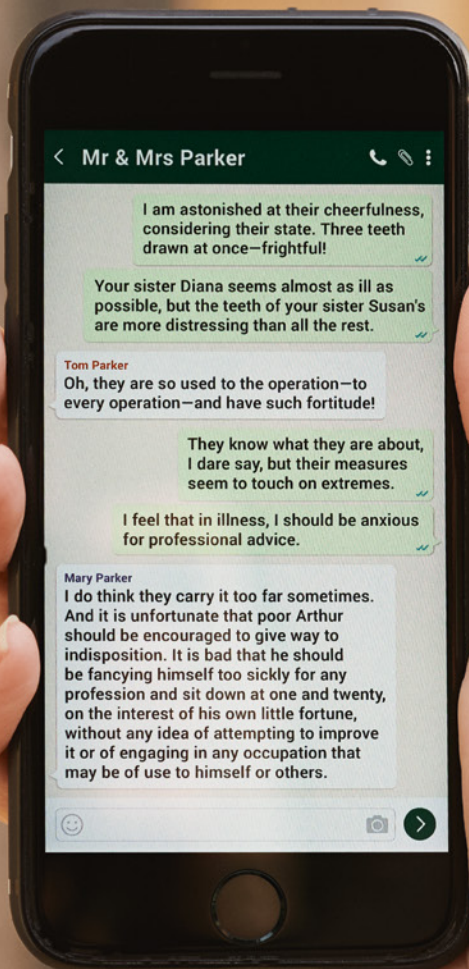 Mr & Mrs Parker
I am astonished at their cheerfulness,
considering their state. Three teeth
drawn at once—frightful!
Your sister Diana seems almost as ill as
possible, but the teeth of your sister Susan's
are more distressing than all the rest.
Tom Parker
Oh, they are so used to the operation—to
every operation—and have such fortitude!
They know what they are about,
I dare say, but their measures
seem to touch on extremes.
I feel that in illness, I should be anxious
for professional advice.
Mary Parker
I do think they carry it too far sometimes.
And it is unfortunate that poor Arthur
should be encouraged to give way to
indisposition. It is bad that he should
be fancying himself too sickly for any
profession and sit down at one and twenty,
on the interest of his own little fortune,
without any idea of attempting to improve
it or of engaging in any occupation that
may be of use to himself or others.